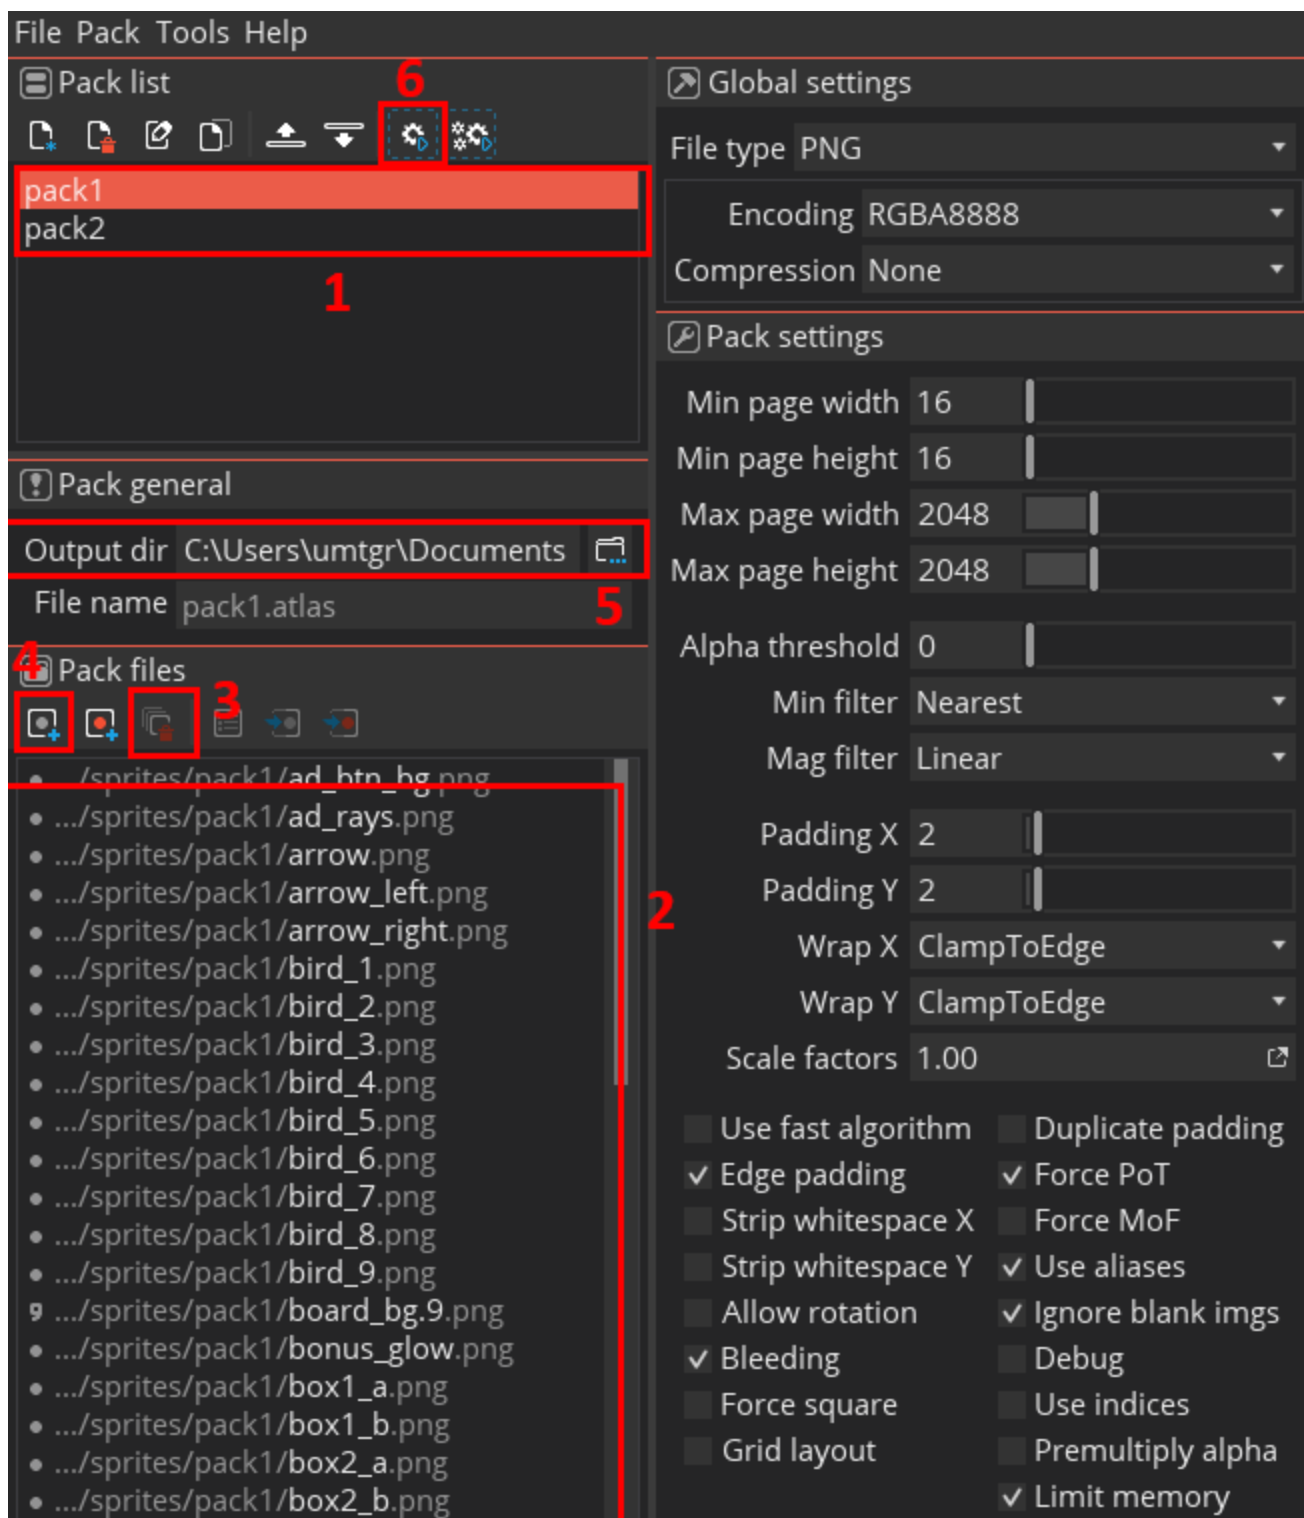 File Pack Tools Help
Pack list
6
pack1
pack2
1
Pack general
Output dir C:\Users\umtgr\Documents
File name pack1.atlas
5
4
Pack files
3
.../sprites/pack1/ad_btn_bg.png
.../sprites/pack1/ad_rays.png
.../sprites/pack1/arrow.png
.../sprites/pack1/arrow_left.png
.../sprites/pack1/arrow_right.png
2
.../sprites/pack1/bird_1.png
.../sprites/pack1/bird_2.png
.../sprites/pack1/bird_3.png
.../sprites/pack1/bird_4.png
.../sprites/pack1/bird_5.png
.../sprites/pack1/bird_6.png
.../sprites/pack1/bird_7.png
.../sprites/pack1/bird_8.png
.../sprites/pack1/bird_9.png
9 .../sprites/pack1/board_bg.9.png
.../sprites/pack1/bonus_glow.png
.../sprites/pack1/box1_a.png
.../sprites/pack1/box1_b.png
.../sprites/pack1/box2_a.png
.../sprites/pack1/box2_b.png
Global settings
File type PNG
Encoding RGBA8888
Compression None
Pack settings
Min page width 16
Min page height 16
Max page width 2048
Max page height 2048
Alpha threshold 0
Min filter Nearest
Mag filter Linear
Padding X 2
Padding Y 2
Wrap X ClampToEdge
Wrap Y ClampToEdge
Scale factors 1.00
Use fast algorithm Duplicate padding
Edge padding Force PoT
Strip whitespace X Force MoF
Strip whitespace Y Use aliases
Allow rotation Ignore blank imgs
Bleeding Debug
Force square Use indices
Grid layout Premultiply alpha
Limit memory